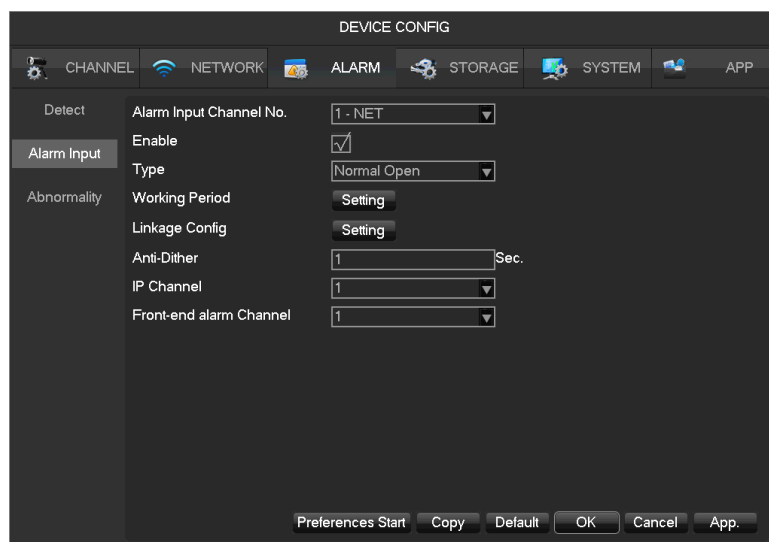 DEVICE CONFIG
CHANNEL NETWORK ALARM STORAGE SYSTEM APP
Detect
Alarm Input
Abnormality
Alarm Input Channel No. 1 - NET
Enable
Type Normal Open
Working Period Setting
Linkage Config Setting
Anti-Dither 1 Sec.
IP Channel 1
Front-end alarm Channel 1
Preferences Start Copy Default OK Cancel App.